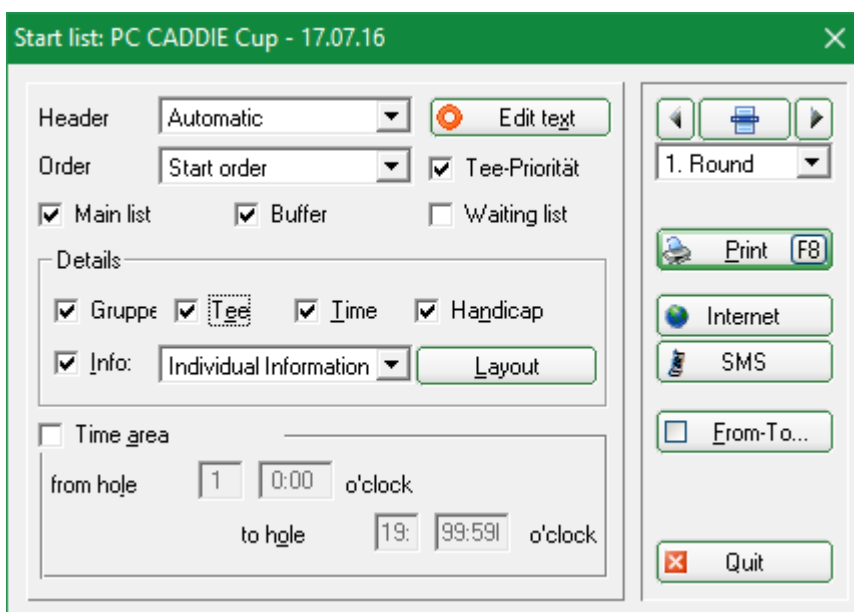 Start list: PC CADDIE Cup - 17.07.16
Header Automatic Edit text
Order Start order Tee-Priorität
Main list Buffer Waiting list
Details
Gruppe Tee Time Handicap
Info: Individual Information Layout
Time area
from hole 1 0:00 o'clock
to hole 19: 99:59 o'clock
1. Round
Print F8
Internet
SMS
From-To...
Quit